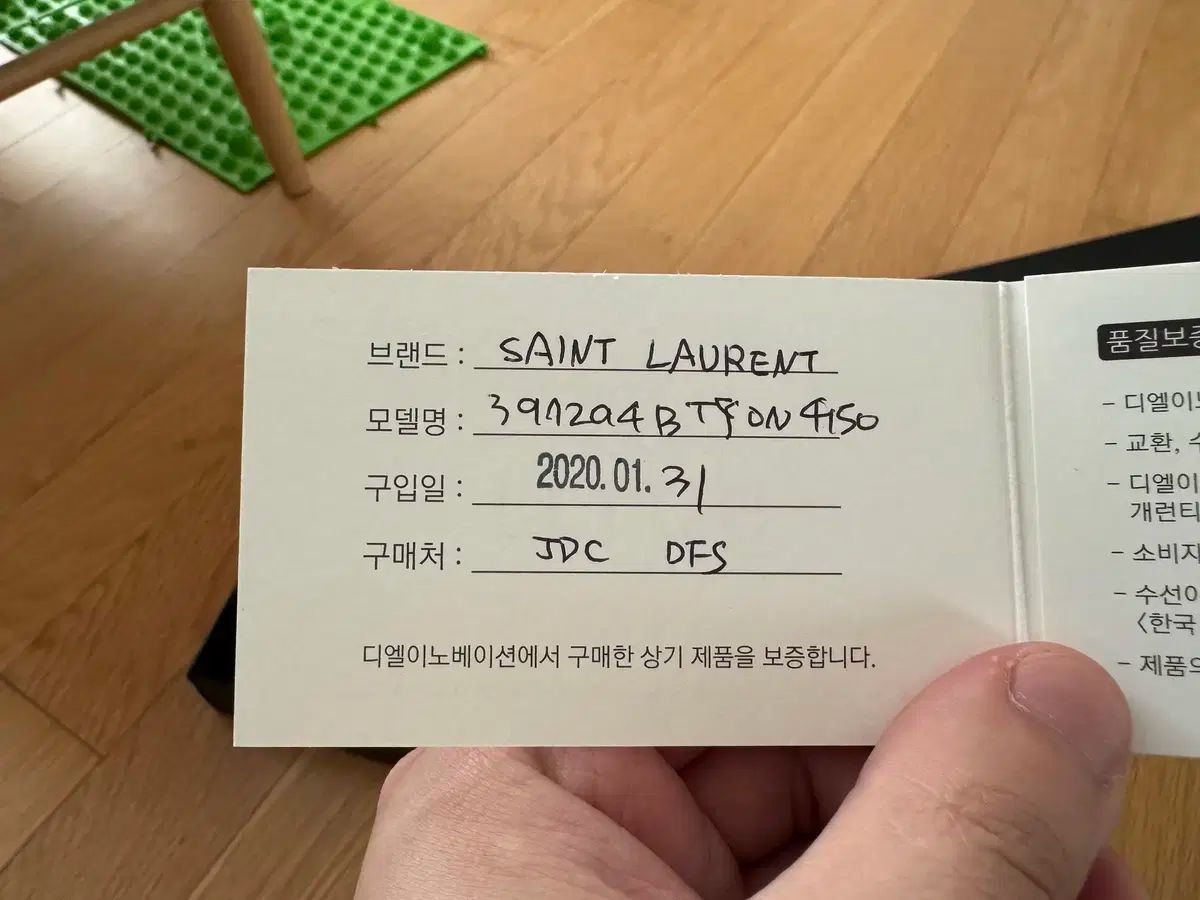 브랜드 : SAINT LAURENT
모델명 :
구입일 : 2020.01.31
구매처 : JDC DFS
디엘이노베이션에서 구매한 상기 제품을 보증합니다.
품질보증
- 디엘이노
- 교환, 수
- 디엘이
개런티
- 소비자
- 수선이
<한국
- 제품의